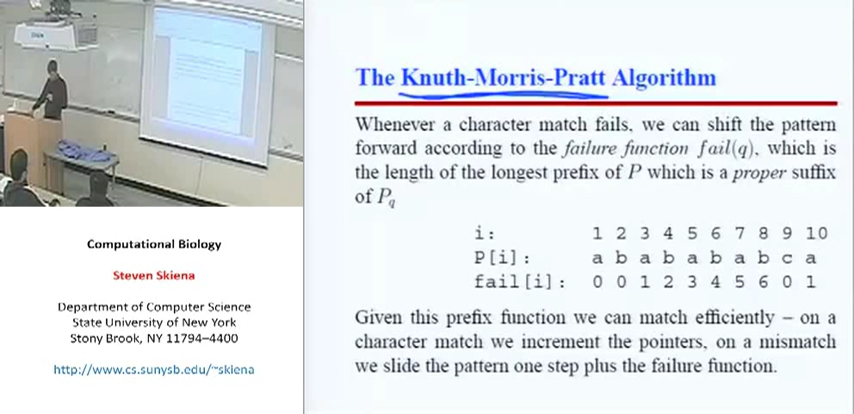 The Knuth-Morris-Pratt Algorithm
Whenever a character match fails, we can shift the pattern
forward according to the failure function fail(q), which is
the length of the longest prefix of P which is a proper suffix
of Pq
i: 1 2 3 4 5 6 7 8 9 10
P[i]: a b a b a b a b c a
fail[i]: 0 0 1 2 3 4 5 6 0 1
Given this prefix function we can match efficiently – on a
character match we increment the pointers, on a mismatch
we slide the pattern one step plus the failure function.
Computational Biology
Steven Skiena
Department of Computer Science
State University of New York
Stony Brook, NY 11794–4400
http://www.cs.sunysb.edu/~skiena